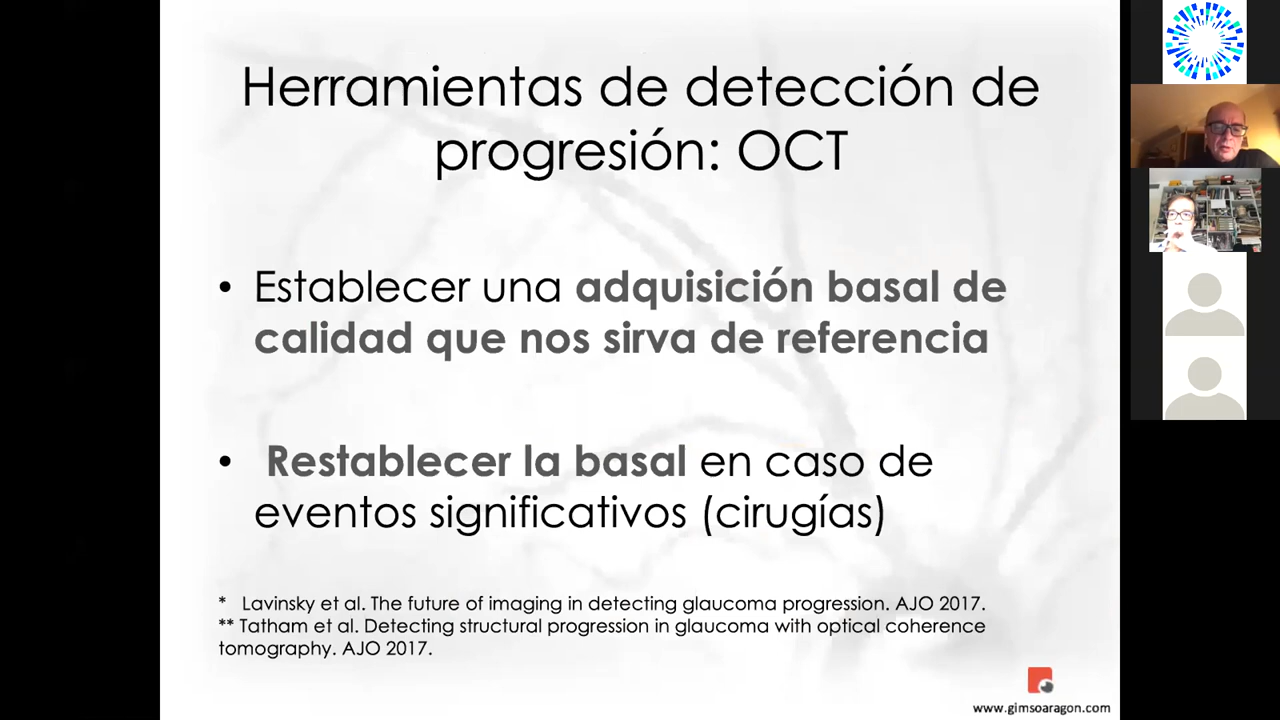 Herramientas de detección de
progresión: OCT
• Establecer una adquisición basal de
calidad que nos sirva de referencia
• Restablecer la basal en caso de
eventos significativos (cirugías)
* Lavinsky et al. The future of imaging in detecting glaucoma progression. AJO 2017.
** Tatham et al. Detecting structural progression in glaucoma with optical coherence
tomography. AJO 2017.
www.gimsoaragon.com